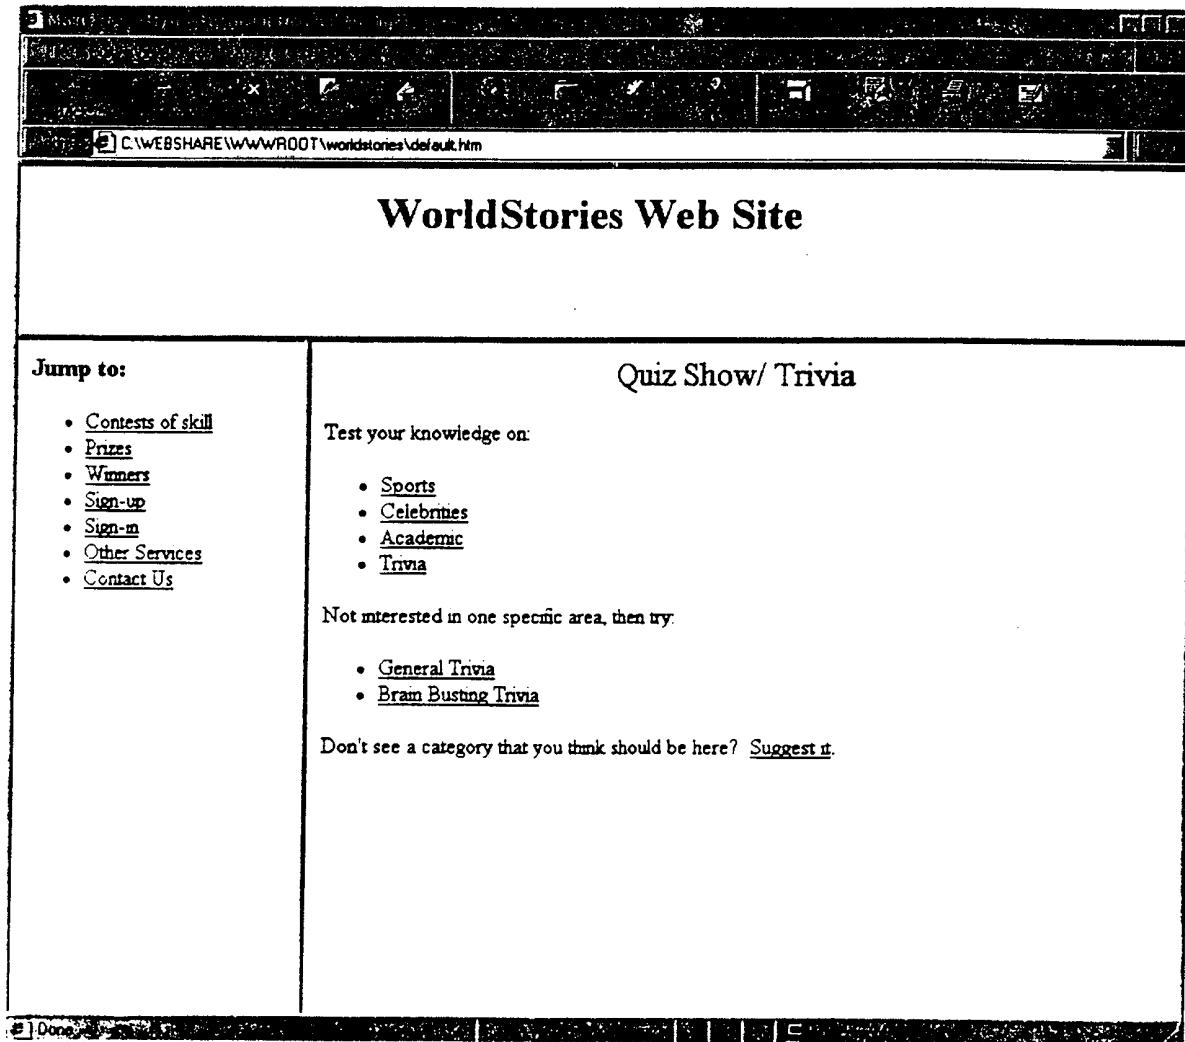 C:\WEBSHARE\WWWROOT\worldstories\default.htm
WorldStories Web Site
Jump to:
• Contests of skill
• Prizes
• Winners
• Sign-up
• Sign-in
• Other Services
• Contact Us
Quiz Show/ Trivia
Test your knowledge on:
• Sports
• Celebrities
• Academic
• Trivia
Not interested in one specific area, then try:
• General Trivia
• Brain Busting Trivia
Don't see a category that you think should be here? Suggest it.
Done